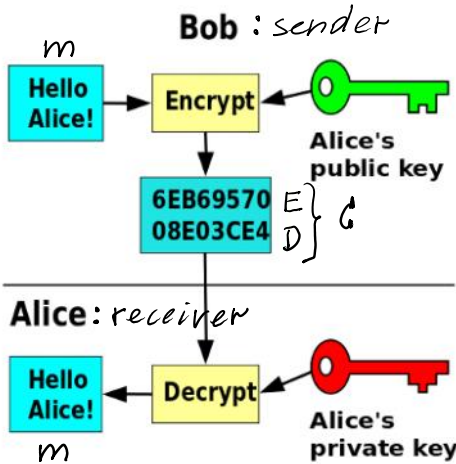 Bob : sender
m
Hello
Alice!
Encrypt
Alice's
public key
6EB69570 E
08E03CE4 D
C
Alice: receiver
Hello
Alice!
Decrypt
Alice's
private key
m